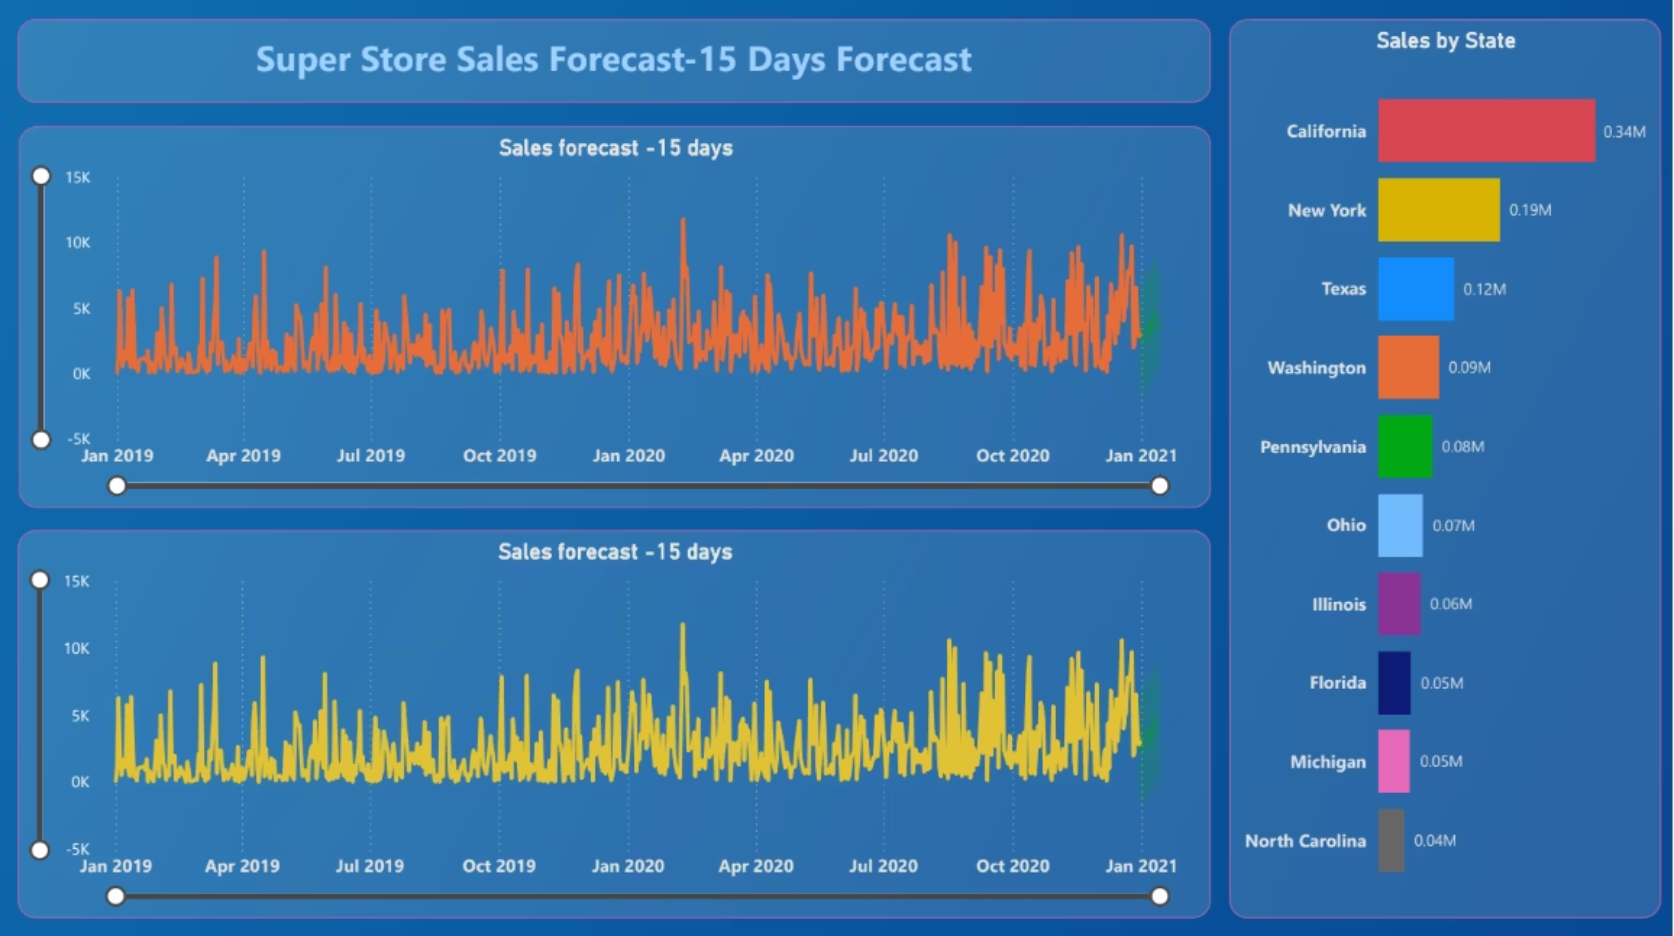 Super Store Sales Forecast-15 Days Forecast
Sales forecast -15 days
15K
10K
5K
0K
-5K
Jan 2019 Apr 2019 Jul 2019 Oct 2019 Jan 2020 Apr 2020 Jul 2020 Oct 2020 Jan 2021
Sales forecast -15 days
15K
10K
5K
0K
-5K
Jan 2019 Apr 2019 Jul 2019 Oct 2019 Jan 2020 Apr 2020 Jul 2020 Oct 2020 Jan 2021
Sales by State
California 0.34M
New York 0.19M
Texas 0.12M
Washington 0.09M
Pennsylvania 0.08M
Ohio 0.07M
Illinois 0.06M
Florida 0.05M
Michigan 0.05M
North Carolina 0.04M